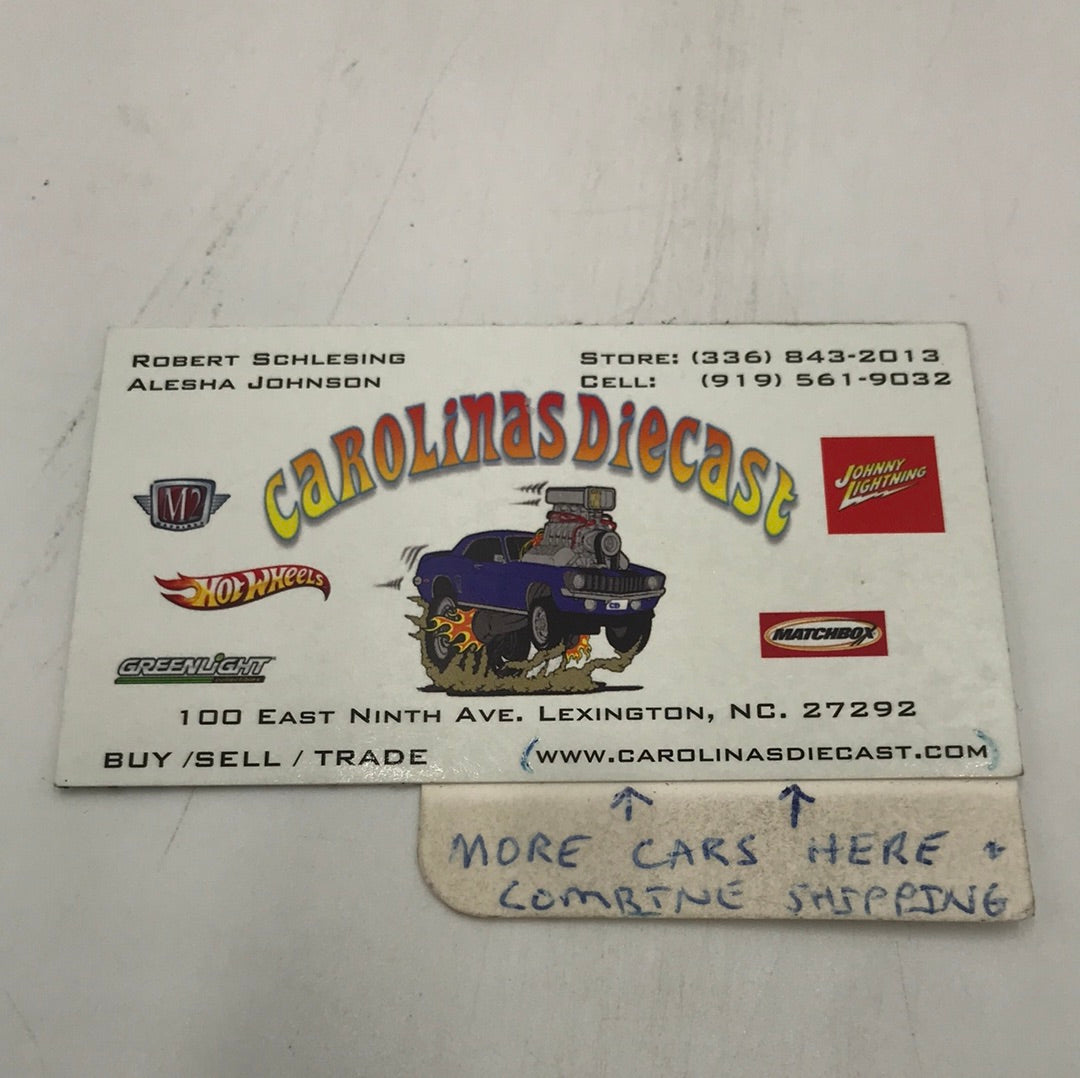 ROBERT SCHLESING
ALESHA JOHNSON
STORE: (336) 843-2013
CELL: (919) 561-9032
CAROLINAS DIECAST
M2
JOHNNY
LIGHTNING
HOT WHEELS
MATCHBOX
GREENLIGHT
CD
100 EAST NINTH AVE. LEXINGTON, NC. 27292
BUY /SELL / TRADE
(WWW.CAROLINASDIECAST.COM)
MORE CARS HERE +
COMBINE SHIPPING